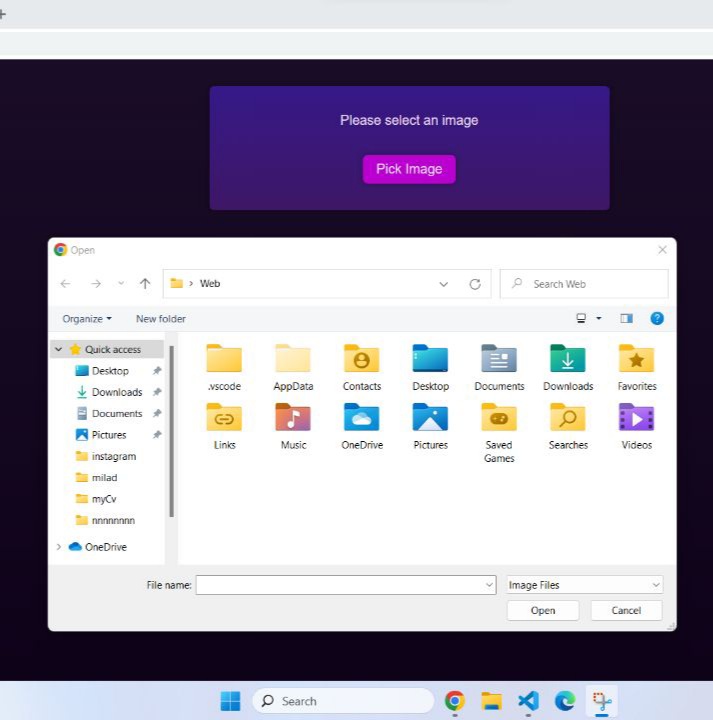 +
Please select an image
Pick Image
Open
> Web
Search Web
Organize
New folder
Quick access
Desktop
Downloads
Documents
Pictures
instagram
milad
myCv
nnnnnnnn
OneDrive
.vscode
AppData
Contacts
Desktop
Documents
Downloads
Favorites
Links
Music
OneDrive
Pictures
Saved
Games
Searches
Videos
File name:
Image Files
Open
Cancel
Search